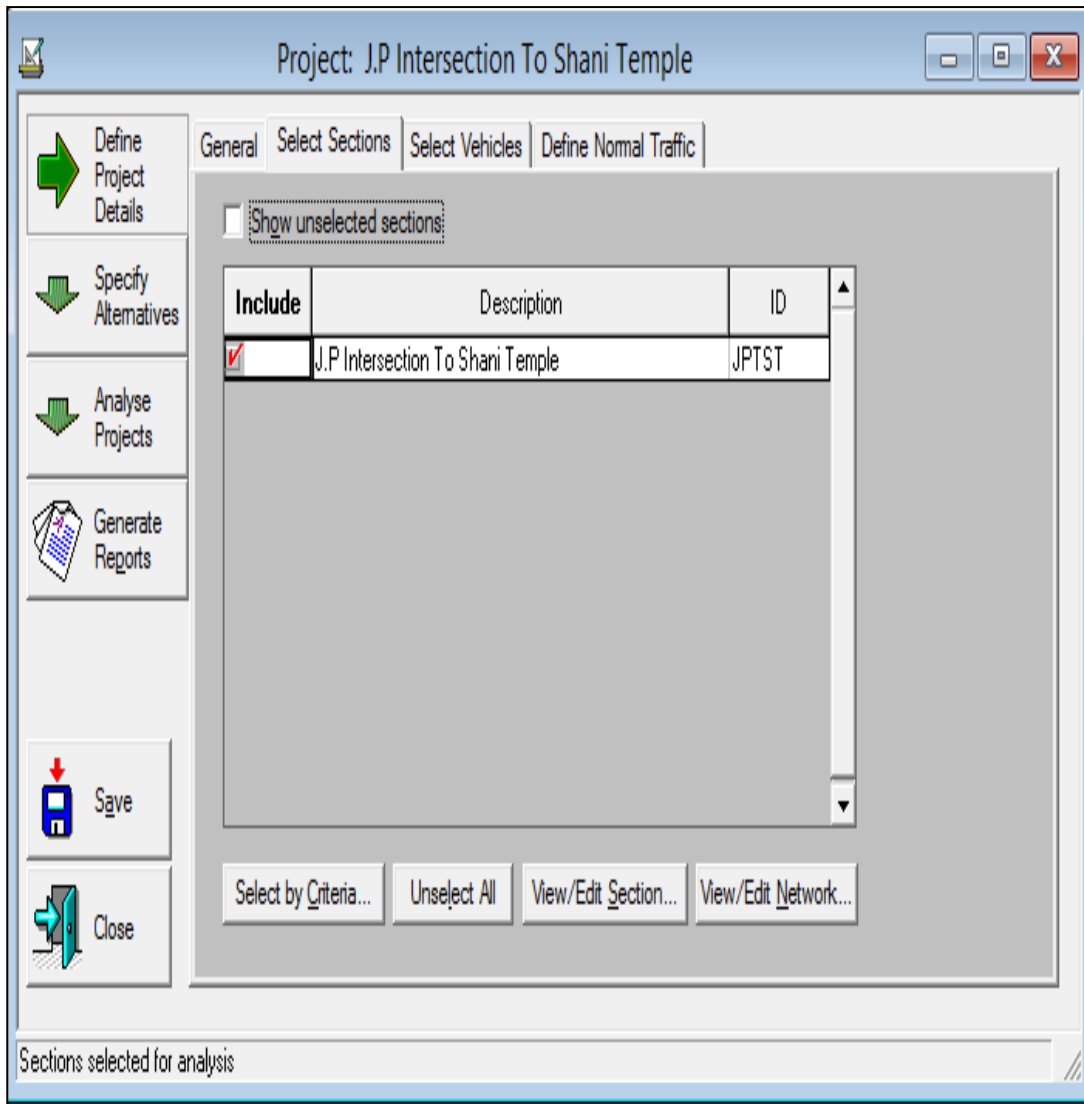 Project: J.P Intersection To Shani Temple
Define
Project
Details
Specify
Alternatives
Analyse
Projects
Generate
Reports
Save
Close
General Select Sections Select Vehicles Define Normal Traffic
Show unselected sections
Include Description ID
J.P Intersection To Shani Temple JPTST
Select by Criteria... Unselect All View/Edit Section... View/Edit Network...
Sections selected for analysis